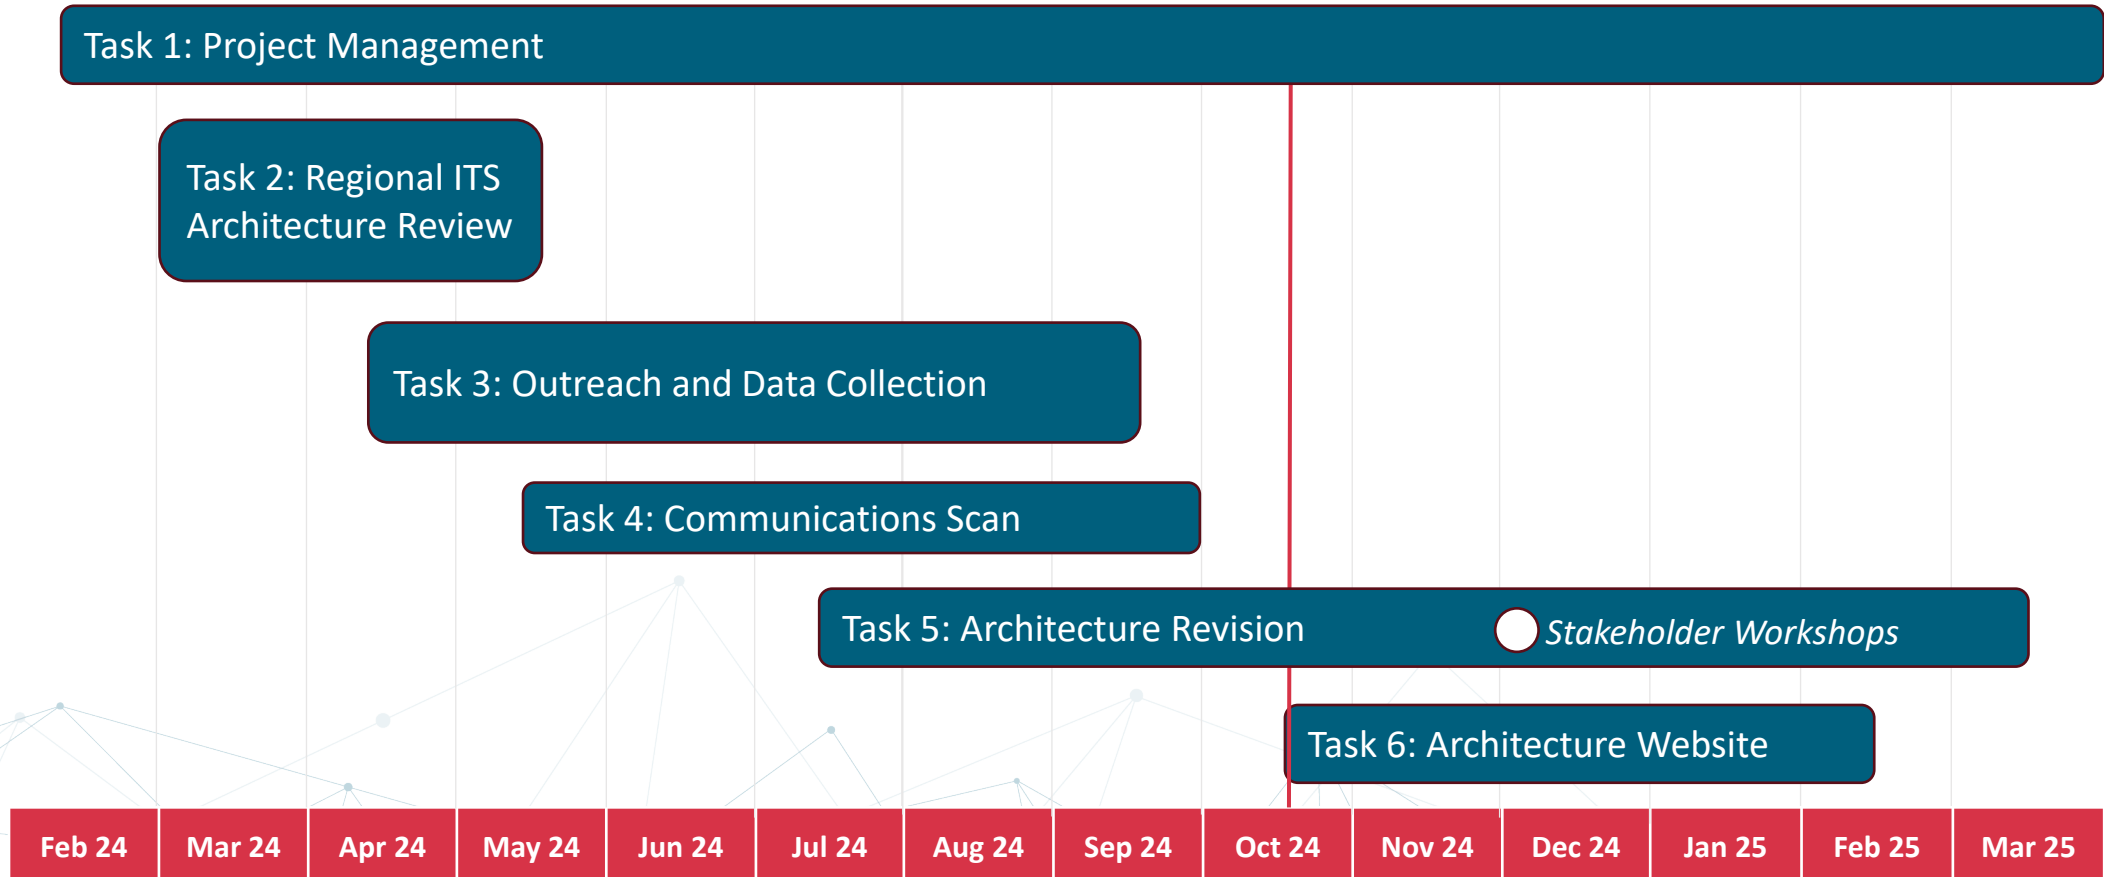 Task 1: Project Management
Task 2: Regional ITS
Architecture Review
Task 3: Outreach and Data Collection
Task 4: Communications Scan
Task 5: Architecture Revision
Stakeholder Workshops
Task 6: Architecture Website
Feb 24
Mar 24
Apr 24
May 24
Jun 24
Jul 24
Aug 24
Sep 24
Oct 24
Nov 24
Dec 24
Jan 25
Feb 25
Mar 25